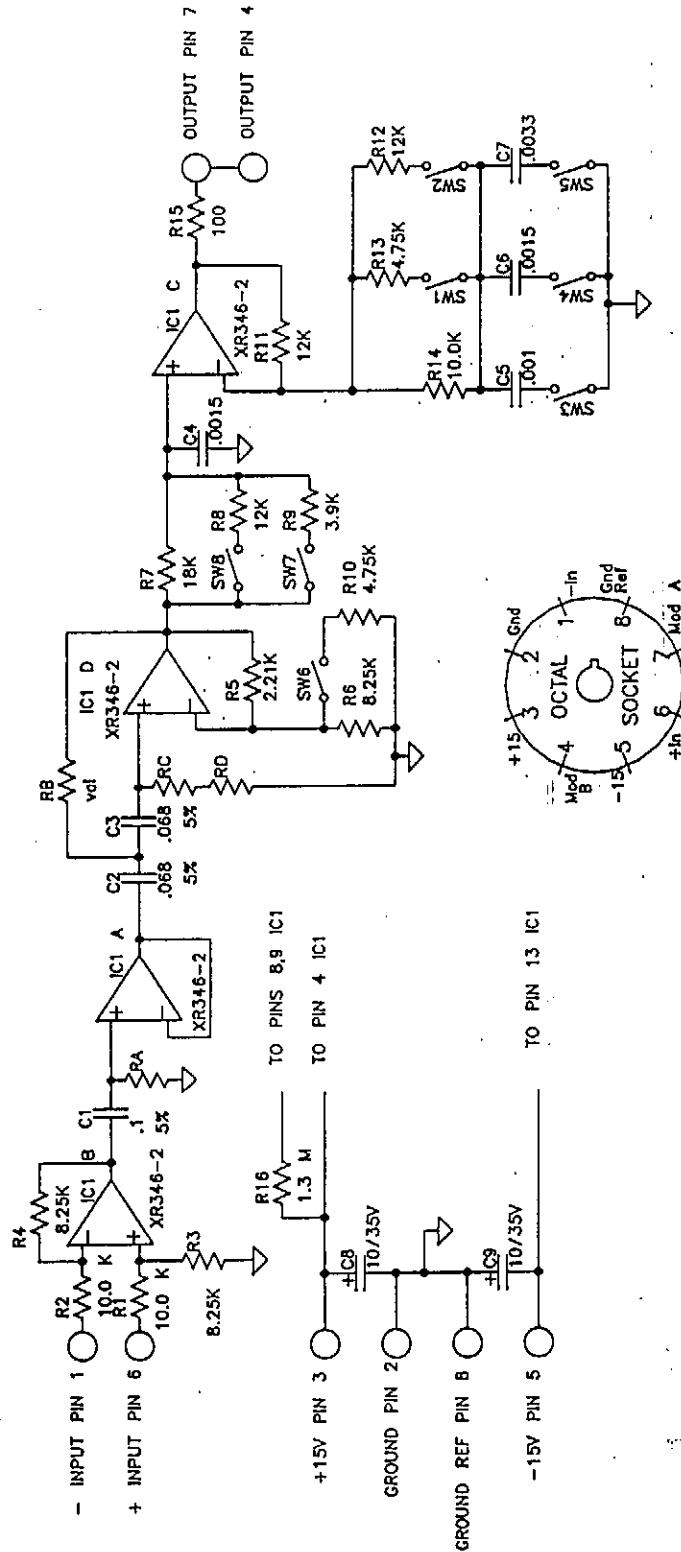 − INPUT PIN 1
+ INPUT PIN 6
R2
10.0 K
R1
10.0 K
R4
8.25K
R3
8.25K
IC1 B
XR346-2
−
+
C1
.1
5%
RA
IC1 A
XR346-2
+
−
C2
.068
5%
C3
.068
5%
RB
RC
RD
IC1 D
XR346-2
+
−
R5
2.21K
R6
8.25K
SW6
R10
4.75K
R7
18K
SW8
R8
12K
SW7
R9
3.9K
C4
.0015
IC1 C
XR346-2
+
−
R11
12K
R15
100
OUTPUT PIN 7
OUTPUT PIN 4
R14
10.0K
R13
4.75K
R12
12K
SW1
SW2
C5
.001
C6
.0015
C7
.0033
SW3
SW4
SW5
+15V PIN 3
GROUND PIN 2
GROUND REF PIN 8
−15V PIN 5
R16
1.3 M
+C8
10/35V
+C9
10/35V
TO PINS 8,9 IC1
TO PIN 4 IC1
TO PIN 13 IC1
OCTAL
SOCKET
1 −In
2 Gnd
3 +15
4 Mod B
5 −15
6 +In
7 Mod A
8 Gnd Ref